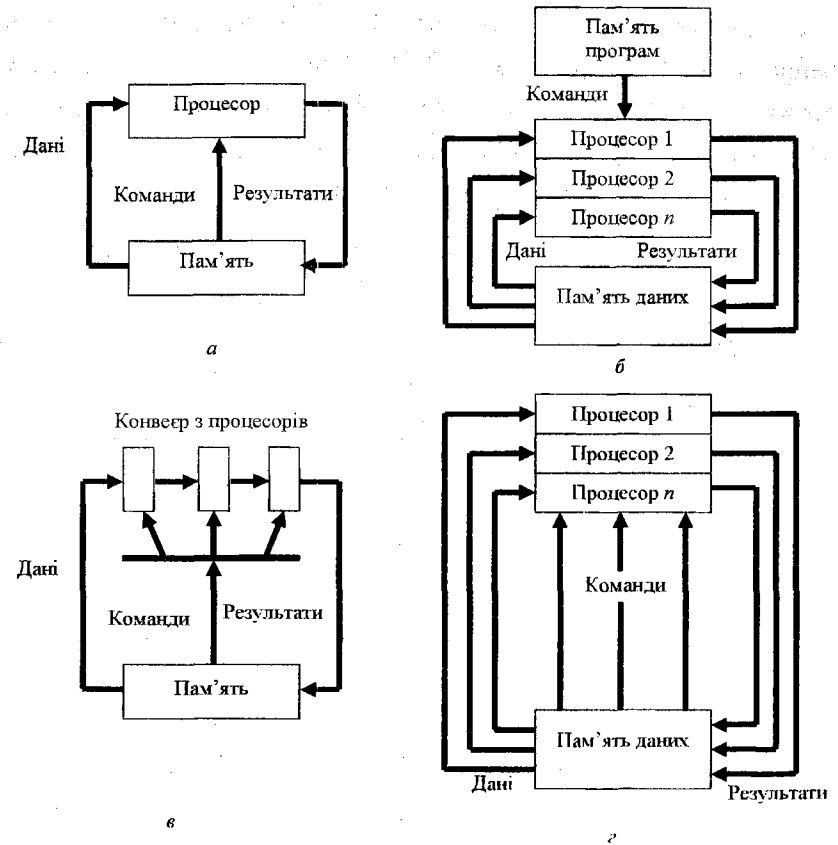 Процесор
Дані
Команди
Результати
Пам’ять
а
Пам’ять
програм
Команди
Процесор 1
Процесор 2
Процесор n
Дані
Результати
Пам’ять даних
б
Конвеєр з процесорів
Дані
Команди
Результати
Пам’ять
в
Процесор 1
Процесор 2
Процесор n
Команди
Пам’ять даних
Дані
Результати
г